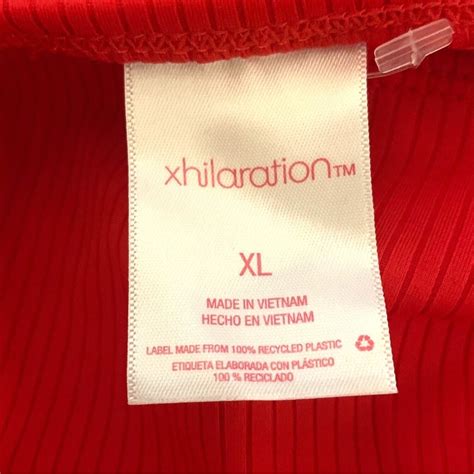 xhilaration™
XL
MADE IN VIETNAM
HECHO EN VIETNAM
LABEL MADE FROM 100% RECYCLED PLASTIC
ETIQUETA ELABORADA CON PLÁSTICO
100 % RECICLADO